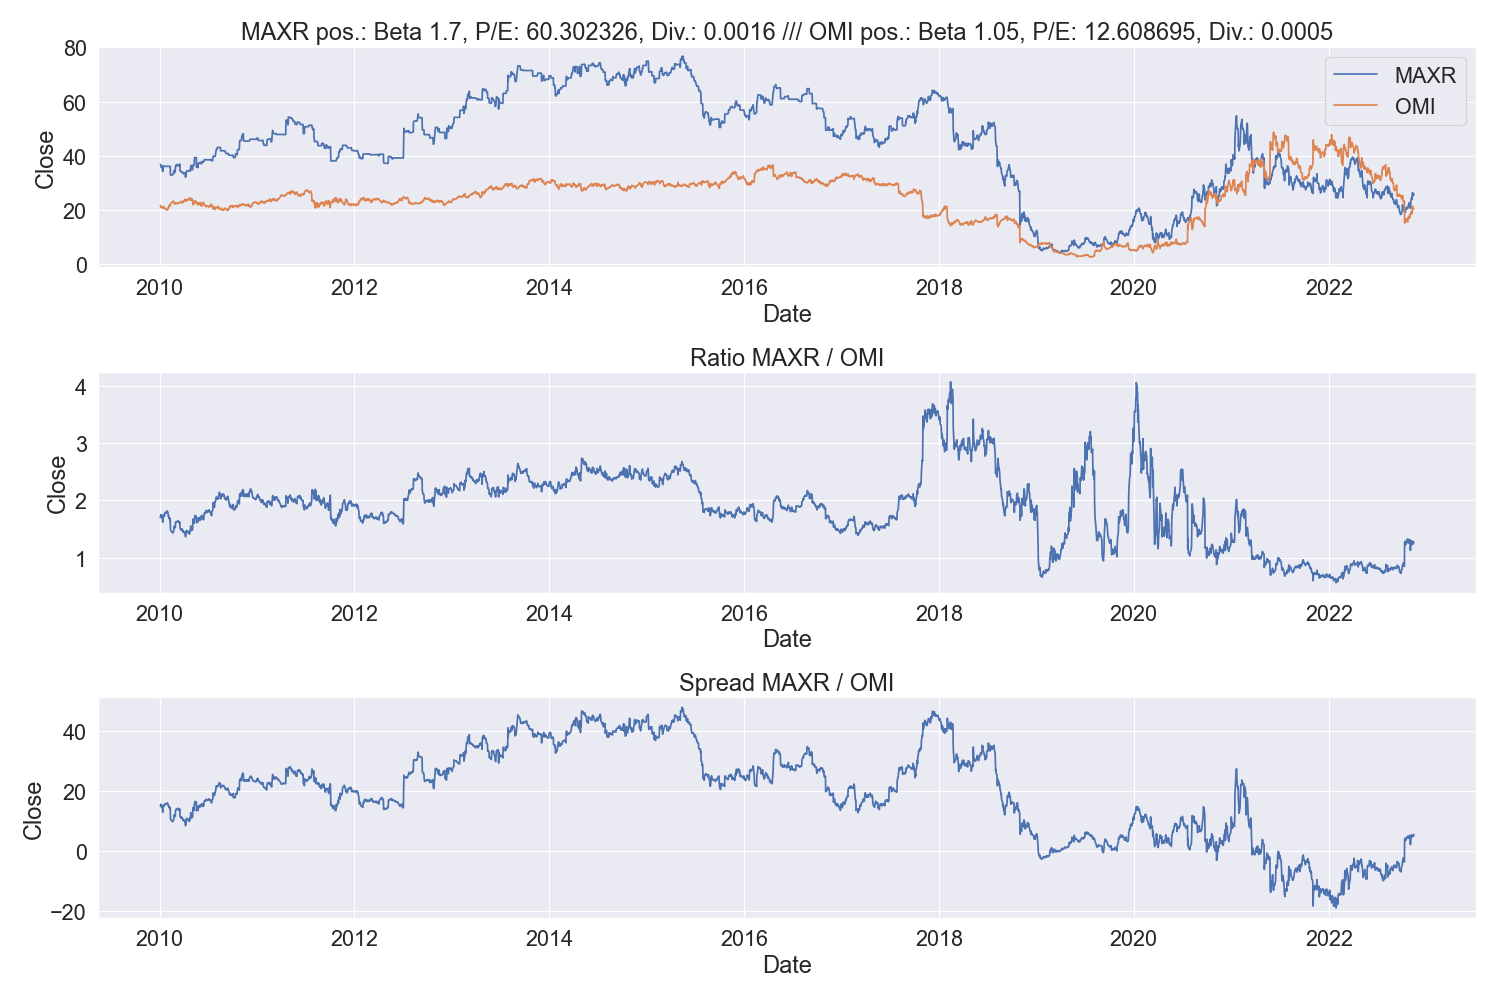 MAXR pos.: Beta 1.7, P/E: 60.302326, Div.: 0.0016 /// OMI pos.: Beta 1.05, P/E: 12.608695, Div.: 0.0005
80
60
40
20
0
Close
MAXR
OMI
2010 2012 2014 2016 2018 2020 2022
Date
Ratio MAXR / OMI
4
3
2
1
Close
2010 2012 2014 2016 2018 2020 2022
Date
Spread MAXR / OMI
40
20
0
−20
Close
2010 2012 2014 2016 2018 2020 2022
Date